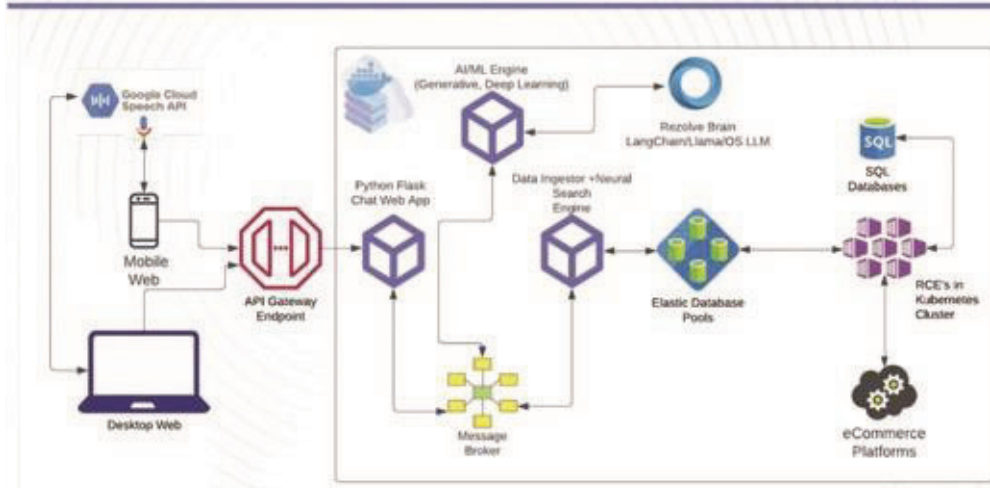 Google Cloud
Speech API
Mobile
Web
Desktop Web
API Gateway
Endpoint
Python Flask
Chat Web App
AI/ML Engine
(Generative, Deep Learning)
Rezolve Brain
LangChain/Llama/OS LLM
Data Ingestor +Neural
Search
Engine
Message
Broker
Elastic Database
Pools
SQL
SQL
Databases
RCE's in
Kubernetes
Cluster
eCommerce
Platforms